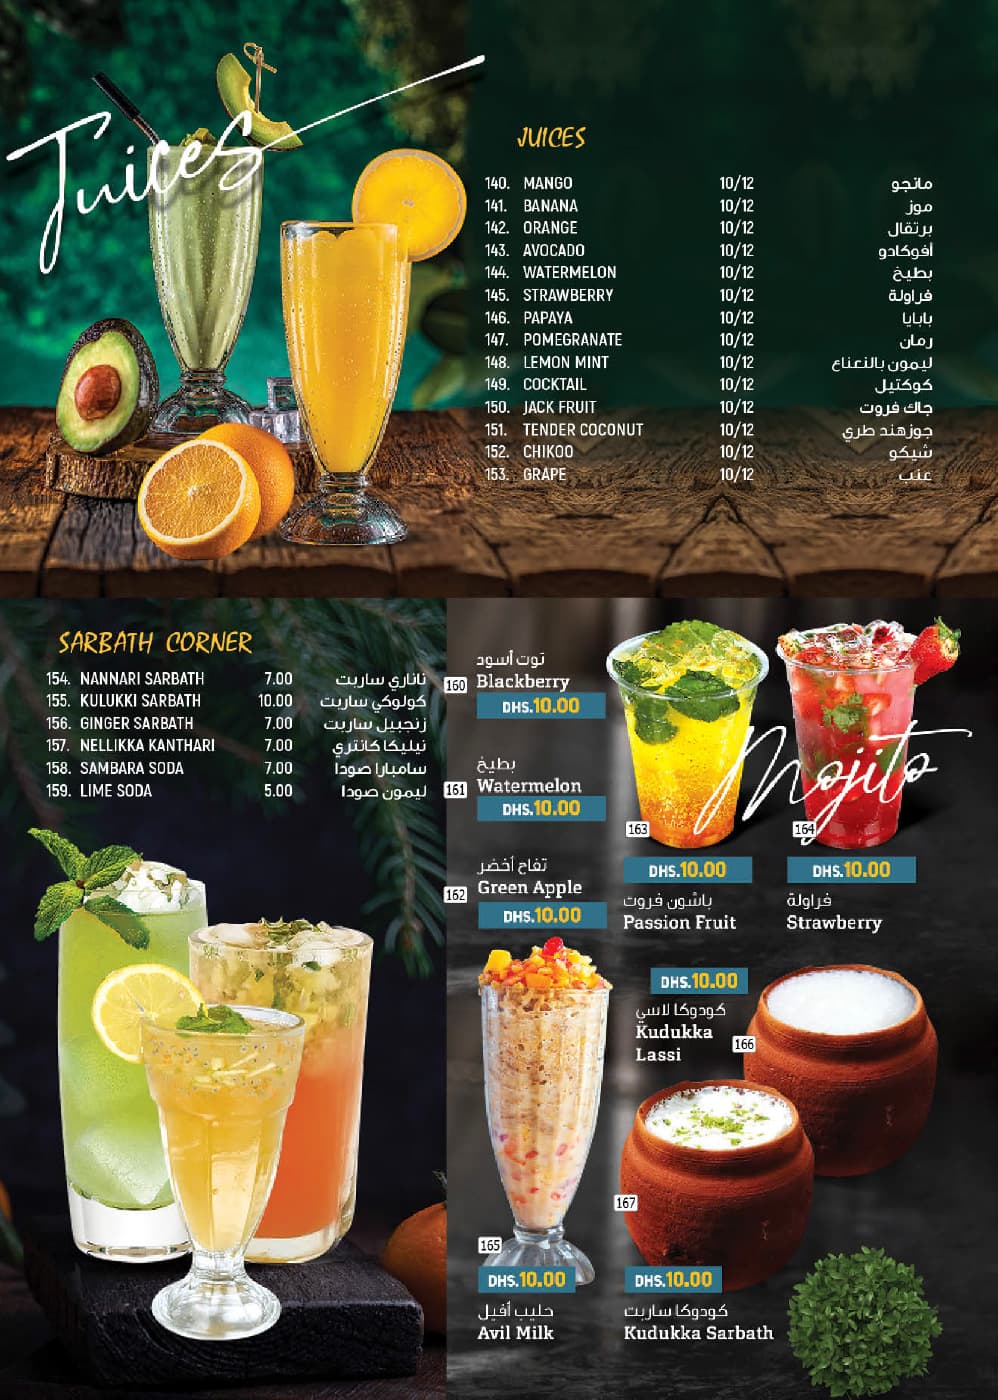 Juices
JUICES
140. MANGO 10/12 مانجو
141. BANANA 10/12 موز
142. ORANGE 10/12 برتقال
143. AVOCADO 10/12 أفوكادو
144. WATERMELON 10/12 بطيخ
145. STRAWBERRY 10/12 فراولة
146. PAPAYA 10/12 بابايا
147. POMEGRANATE 10/12 رمان
148. LEMON MINT 10/12 ليمون بالنعناع
149. COCKTAIL 10/12 كوكتيل
150. JACK FRUIT 10/12 جاك فروت
151. TENDER COCONUT 10/12 جوزهند طري
152. CHIKOO 10/12 شيكو
153. GRAPE 10/12 عنب
SARBATH CORNER
154. NANNARI SARBATH 7.00 ناناري ساربت
155. KULUKKI SARBATH 10.00 كولوكي ساربت
156. GINGER SARBATH 7.00 زنجبيل ساربت
157. NELLIKKA KANTHARI 7.00 نيليكا كانتري
158. SAMBARA SODA 7.00 سامبارا صودا
159. LIME SODA 5.00 ليمون صودا
Mojito
توت أسود
160 Blackberry
DHS.10.00
بطيخ
161 Watermelon
DHS.10.00
تفاح أخضر
162 Green Apple
DHS.10.00
163
DHS.10.00
باشون فروت
Passion Fruit
164
DHS.10.00
فراولة
Strawberry
165
DHS.10.00
حليب أفيل
Avil Milk
DHS.10.00
كودوكا لاسي
Kudukka
Lassi
166
167
DHS.10.00
كودوكا ساربت
Kudukka Sarbath